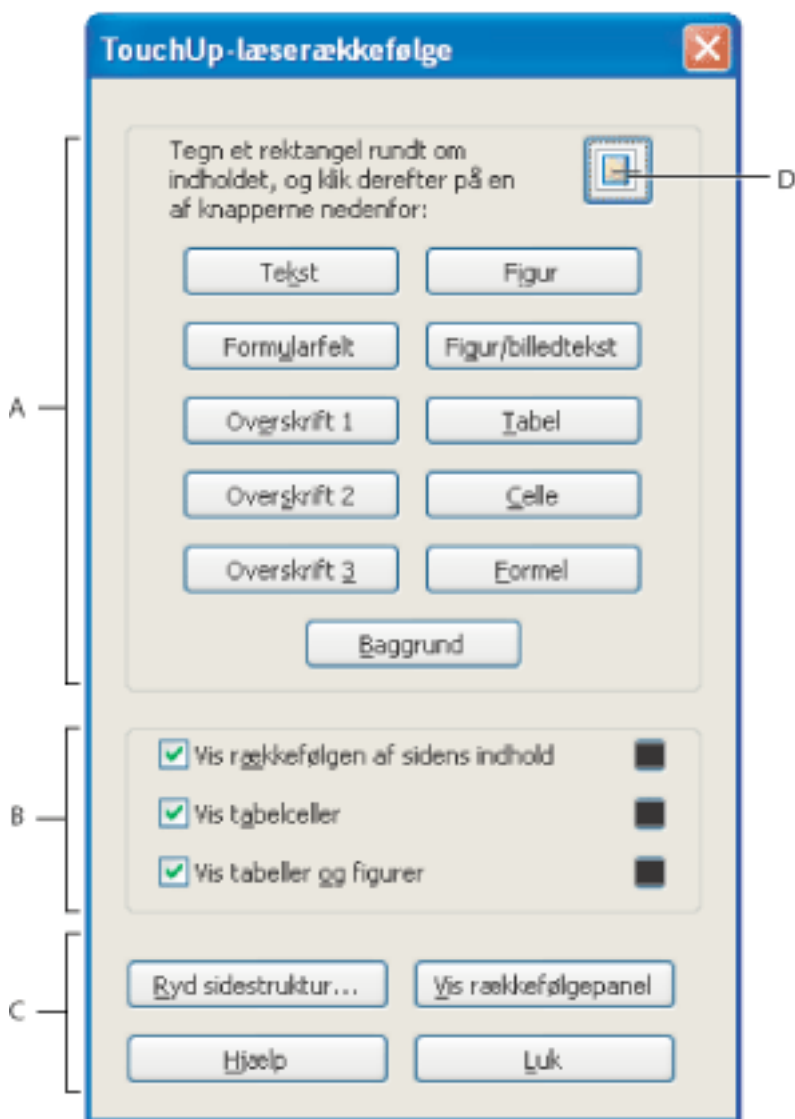 TouchUp-læserækkefølge
Tegn et rektangel rundt om
indholdet, og klik derefter på en
af knapperne nedenfor:
D
Tekst
Figur
Formularfelt
Figur/billedtekst
A
Overskrift 1
Tabel
Overskrift 2
Celle
Overskrift 3
Formel
Baggrund
Vis rækkefølgen af sidens indhold
B
Vis tabelceller
Vis tabeller og figurer
C
Ryd sidestruktur...
Vis rækkefølgepanel
Hjælp
Luk